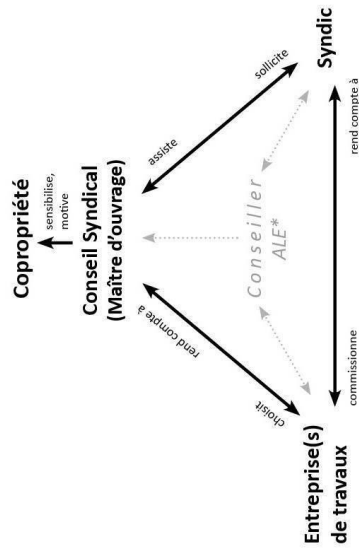 Copropriété
sensibilise,
motive
Conseil Syndical
(Maître d'ouvrage)
rend compte à
choisit
assiste
sollicite
Conseiller
ALE*
Entreprise(s)
de travaux
Syndic
commissionne
rend compte à